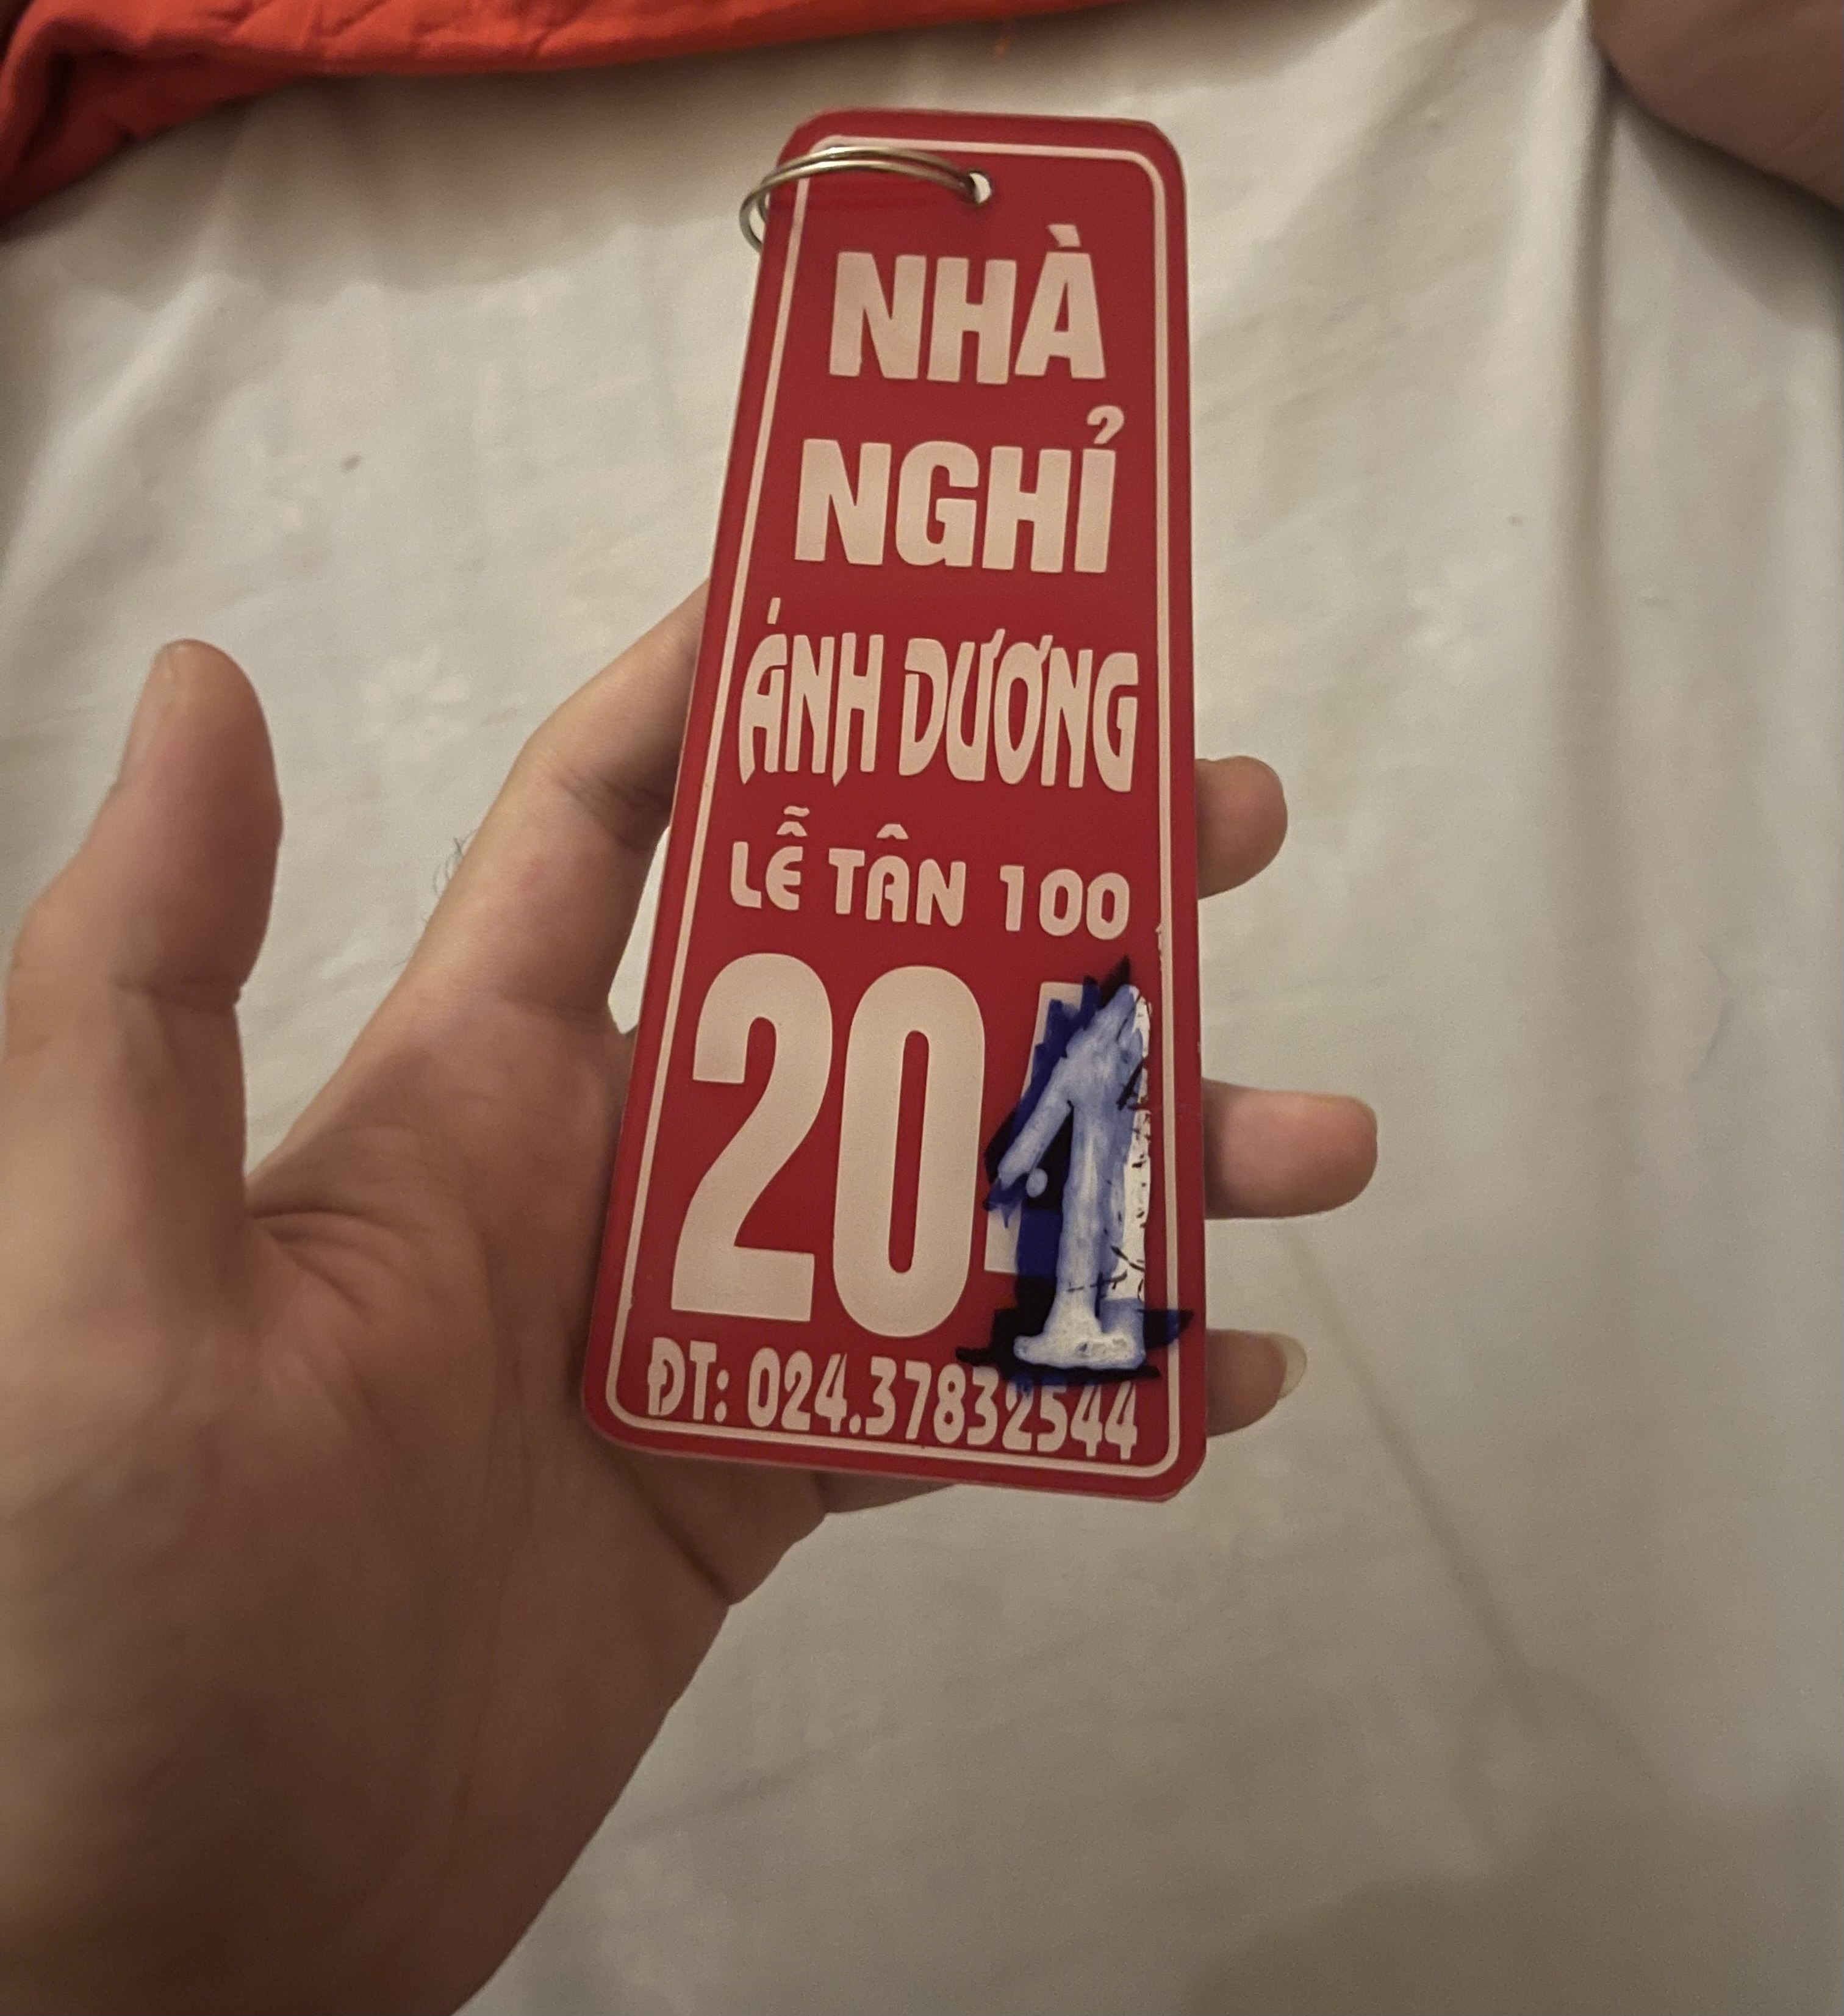 NHÀ
NGHỈ
ÁNH DƯƠNG
LỄ TÂN 100
201
ĐT: 024.37832544